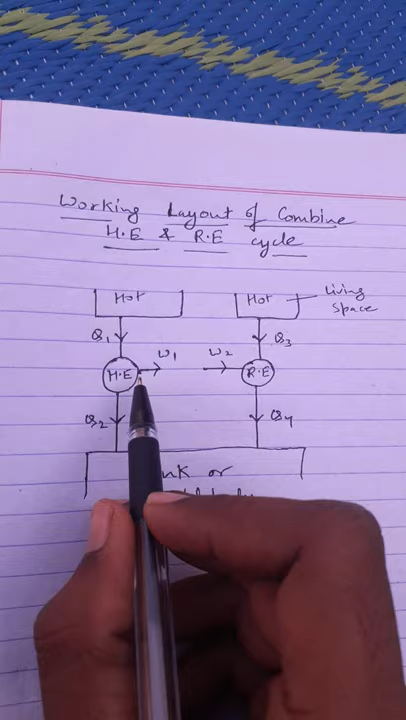 Working Layout of Combine
H.E & R.E cycle
Hot
Hot
Living
Space
Q1
W1
W2
Q3
H.E
R.E
Q2
Q4
or